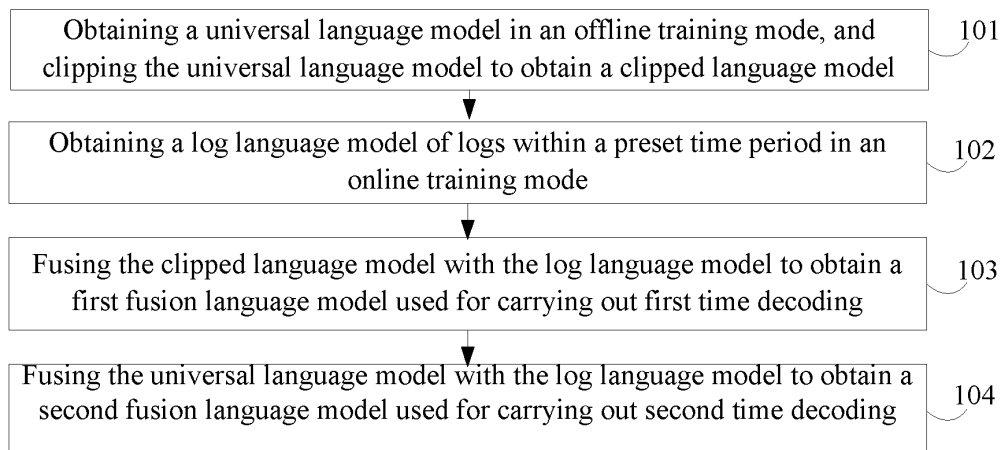 Obtaining a universal language model in an offline training mode, and
clipping the universal language model to obtain a clipped language model
101
Obtaining a log language model of logs within a preset time period in an
online training mode
102
Fusing the clipped language model with the log language model to obtain a
first fusion language model used for carrying out first time decoding
103
Fusing the universal language model with the log language model to obtain a
second fusion language model used for carrying out second time decoding
104